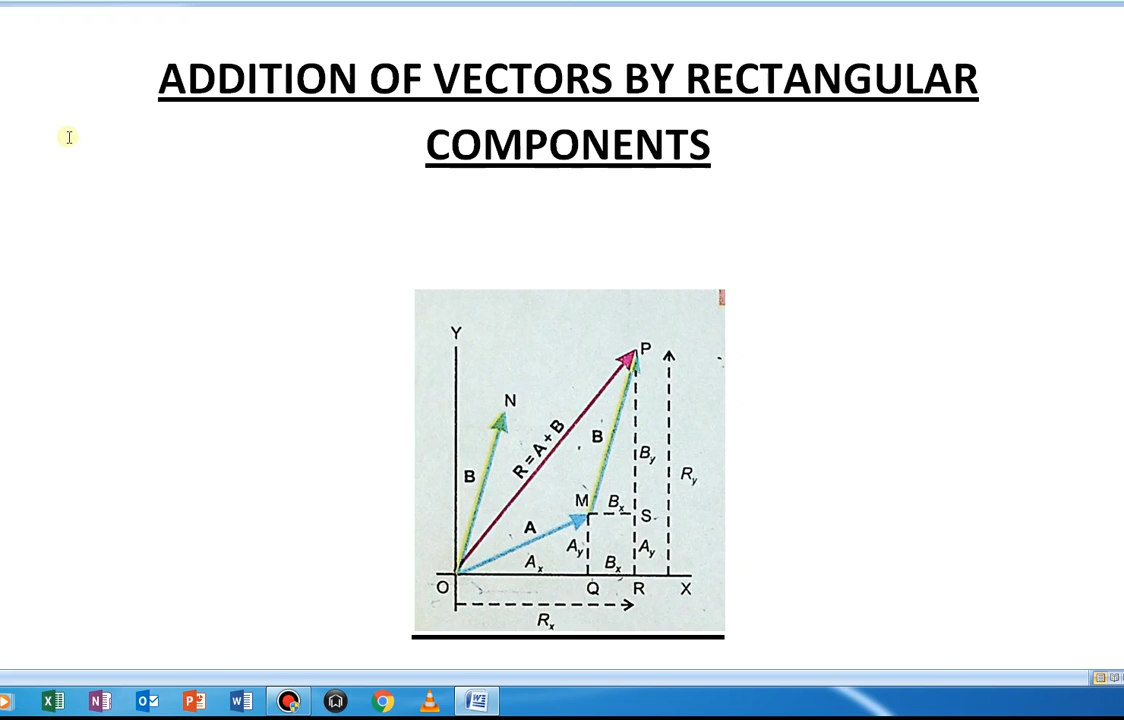 ADDITION OF VECTORS BY RECTANGULAR
COMPONENTS
Y
P
N
R = A + B
B
B
By
Ry
M
Bx
S
A
Ay
Ay
Ax
Bx
O
Q
R
X
Rx